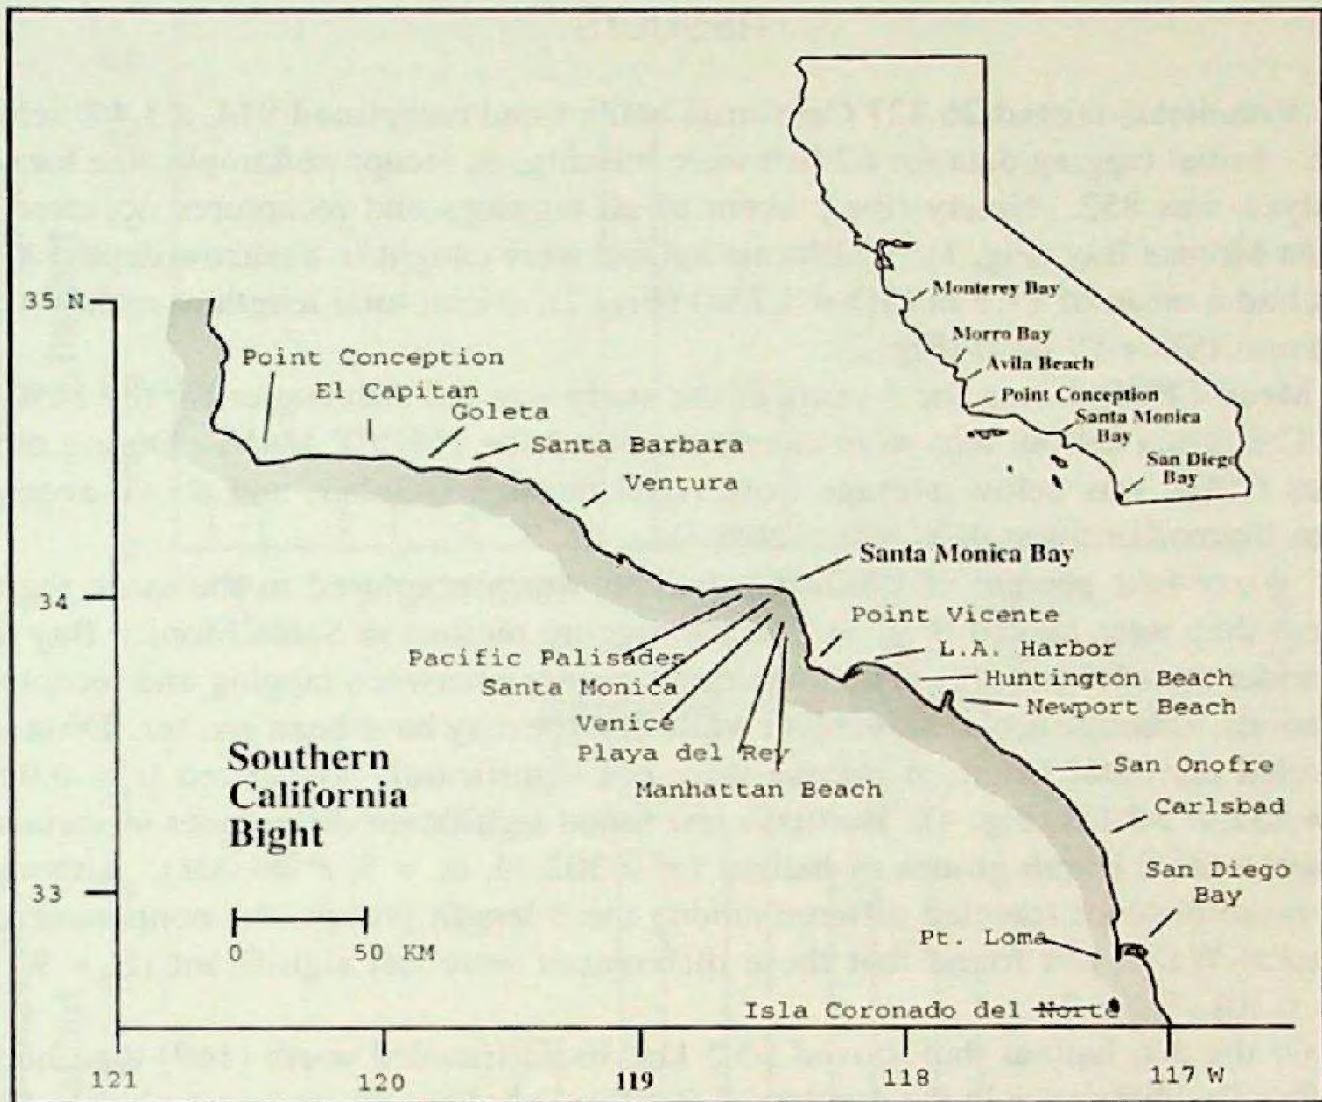 Monterey Bay
Morro Bay
Avila Beach
Point Conception
Santa Monica
Bay
San Diego
Bay
35 N
Point Conception
El Capitan
Goleta
Santa Barbara
Ventura
Santa Monica Bay
34
Point Vicente
L.A. Harbor
Pacific Palisades
Huntington Beach
Santa Monica
Newport Beach
Venice
Playa del Rey
Manhattan Beach
San Onofre
Carlsbad
Southern
California
Bight
San Diego
Bay
33
0 50 KM
Pt. Loma
Isla Coronado del Norte
121 120 119 118 117 W